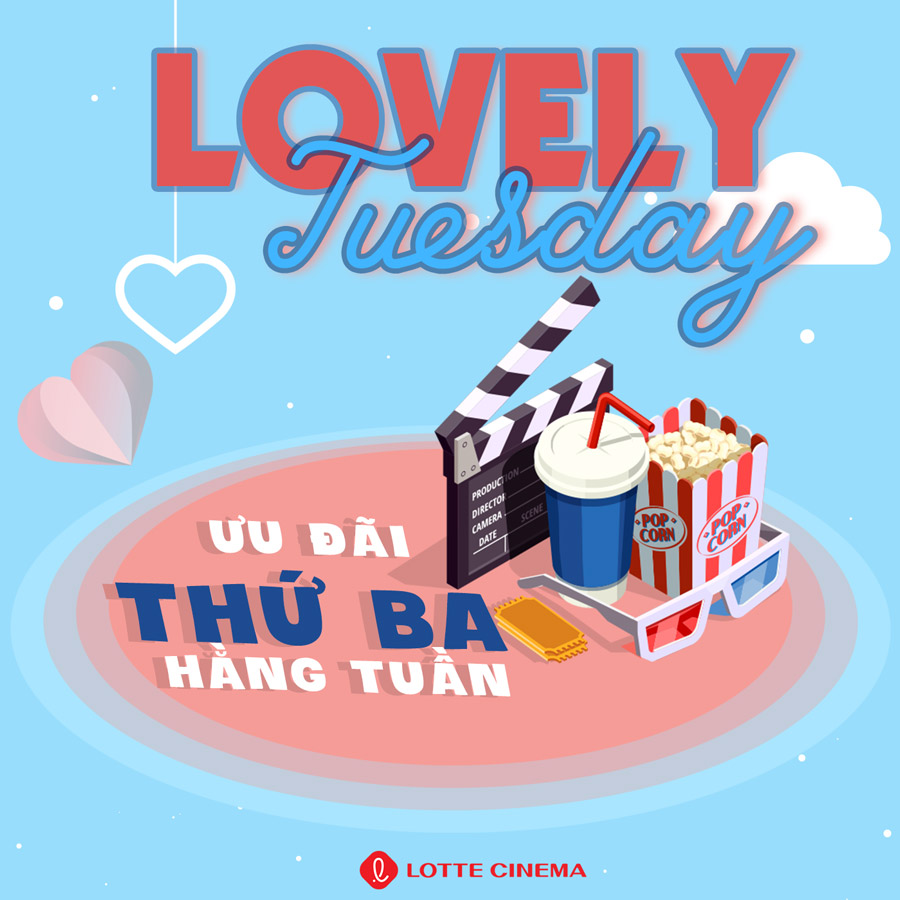 LOVELY
Tuesday
PRODUCTION
DIRECTOR
CAMERA
DATE
SCENE
POP
CORN
POP
CORN
ƯU ĐÃI
THỨ BA
HẰNG TUẦN
LOTTE CINEMA